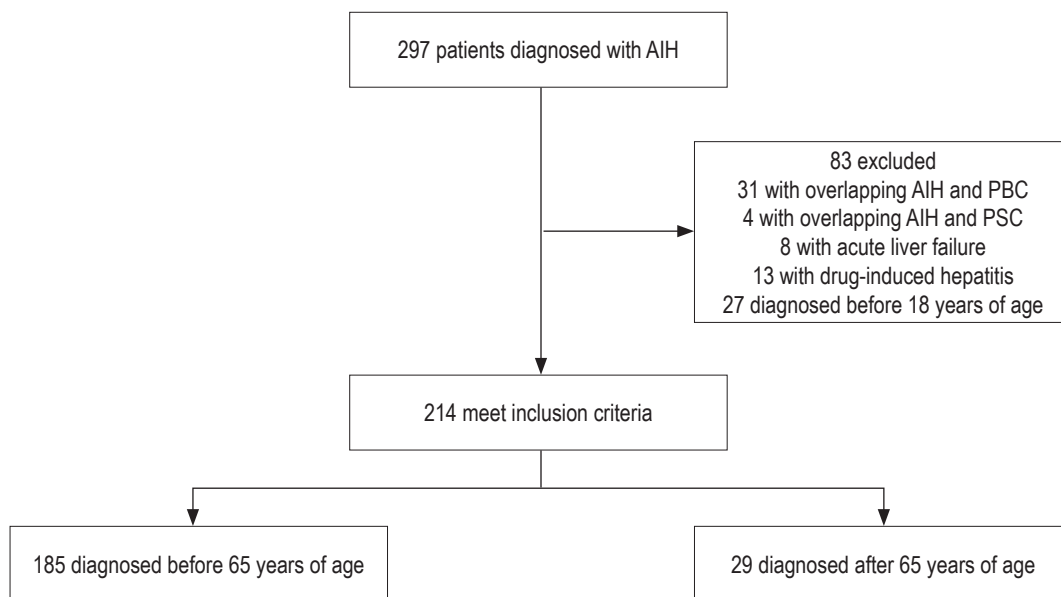 297 patients diagnosed with AIH
83 excluded
31 with overlapping AIH and PBC
4 with overlapping AIH and PSC
8 with acute liver failure
13 with drug-induced hepatitis
27 diagnosed before 18 years of age
214 meet inclusion criteria
185 diagnosed before 65 years of age
29 diagnosed after 65 years of age